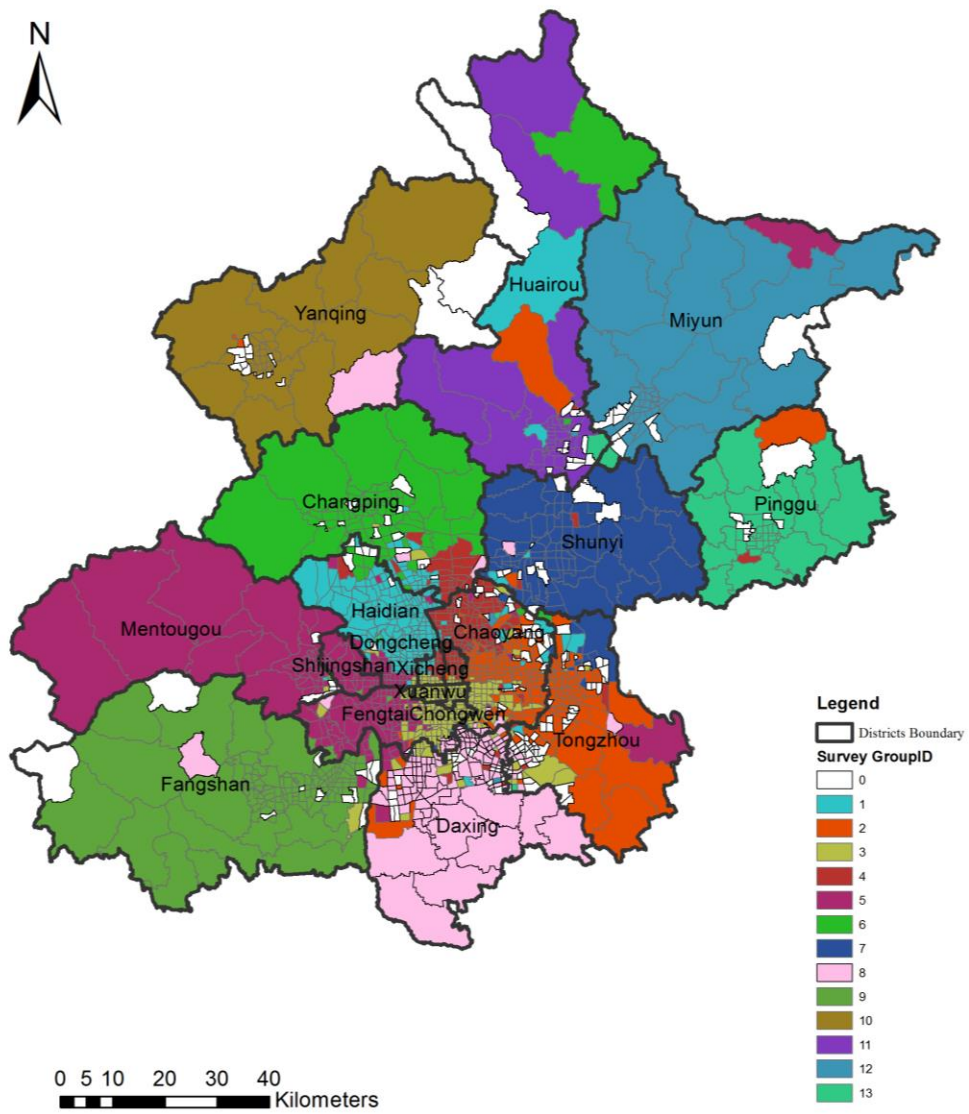 N
Huairou
Yanqing
Miyun
Changping
Pinggu
Shunyi
Haidian
Mentougou
Chaoyang
Dongcheng
Shijingshan
Xicheng
Xuanwu
Fengtai
Chongwen
Tongzhou
Fangshan
Daxing
Legend
Districts Boundary
Survey GroupID
0
1
2
3
4
5
6
7
8
9
10
11
12
13
0 5 10 20 30 40
Kilometers